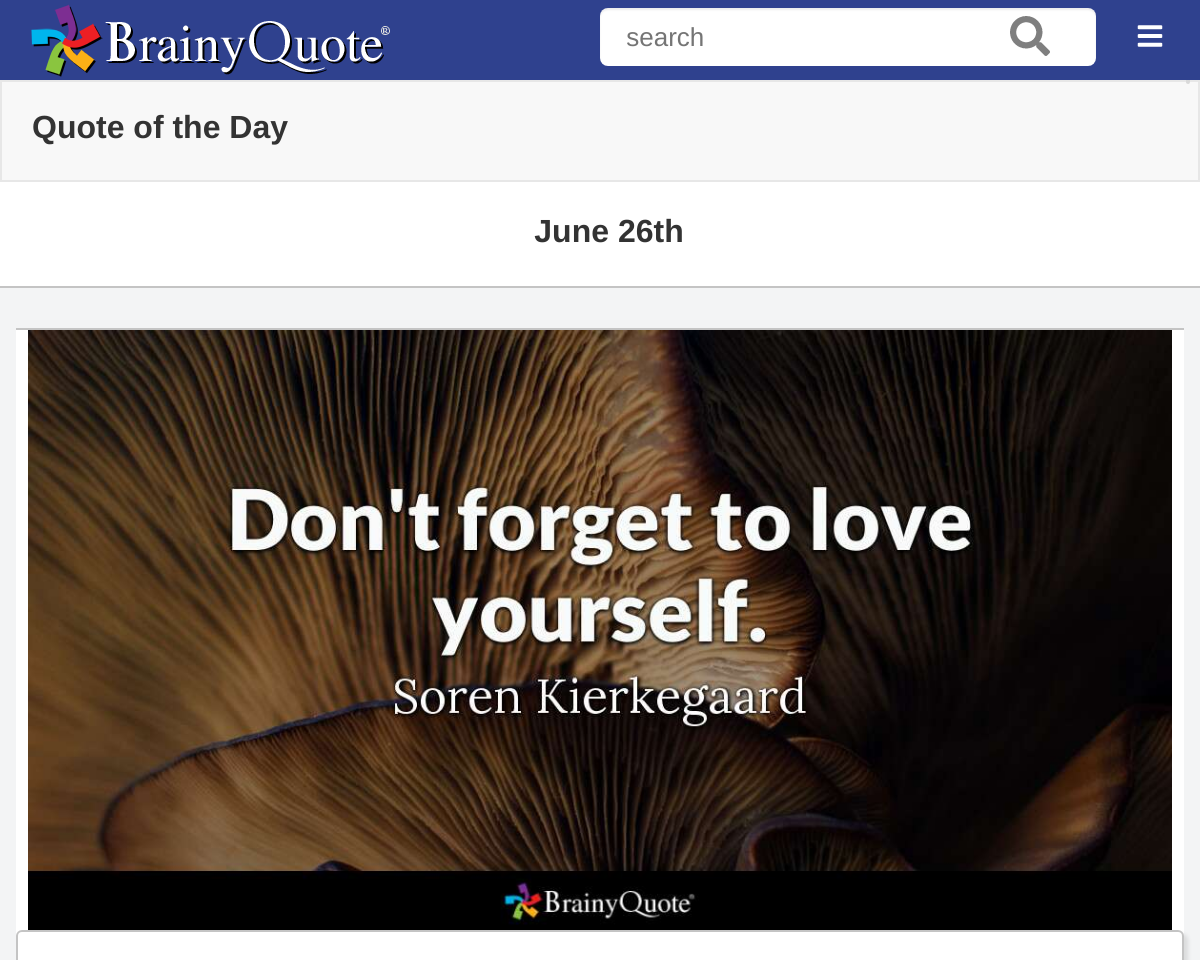 BrainyQuote®
search
Quote of the Day
June 26th
Don't forget to love
yourself.
Soren Kierkegaard
BrainyQuote®